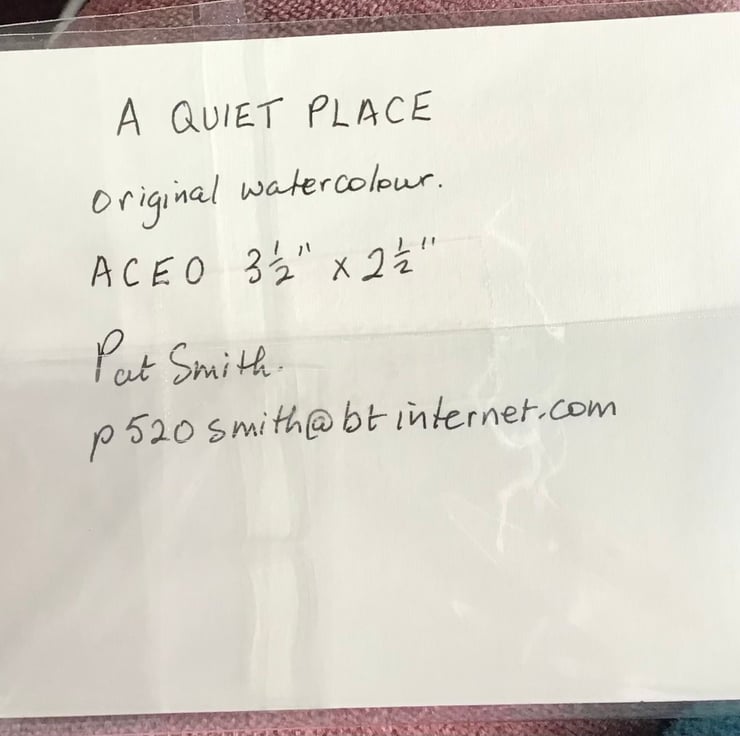 A QUIET PLACE
original watercolour.
ACEO 3½" x 2½"
Pat Smith.
p520smith@btinternet.com